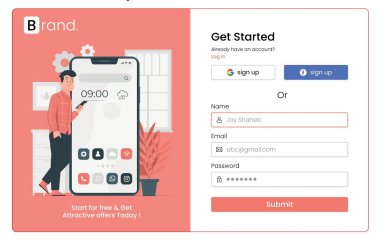 Brand.
09:00
Start for free & Get
Attractive offers Today !
Get Started
Already have an account?
Log In
G sign up
f sign up
Or
Name
Joy Shaheb
Email
abc@gmail.com
Password
Submit